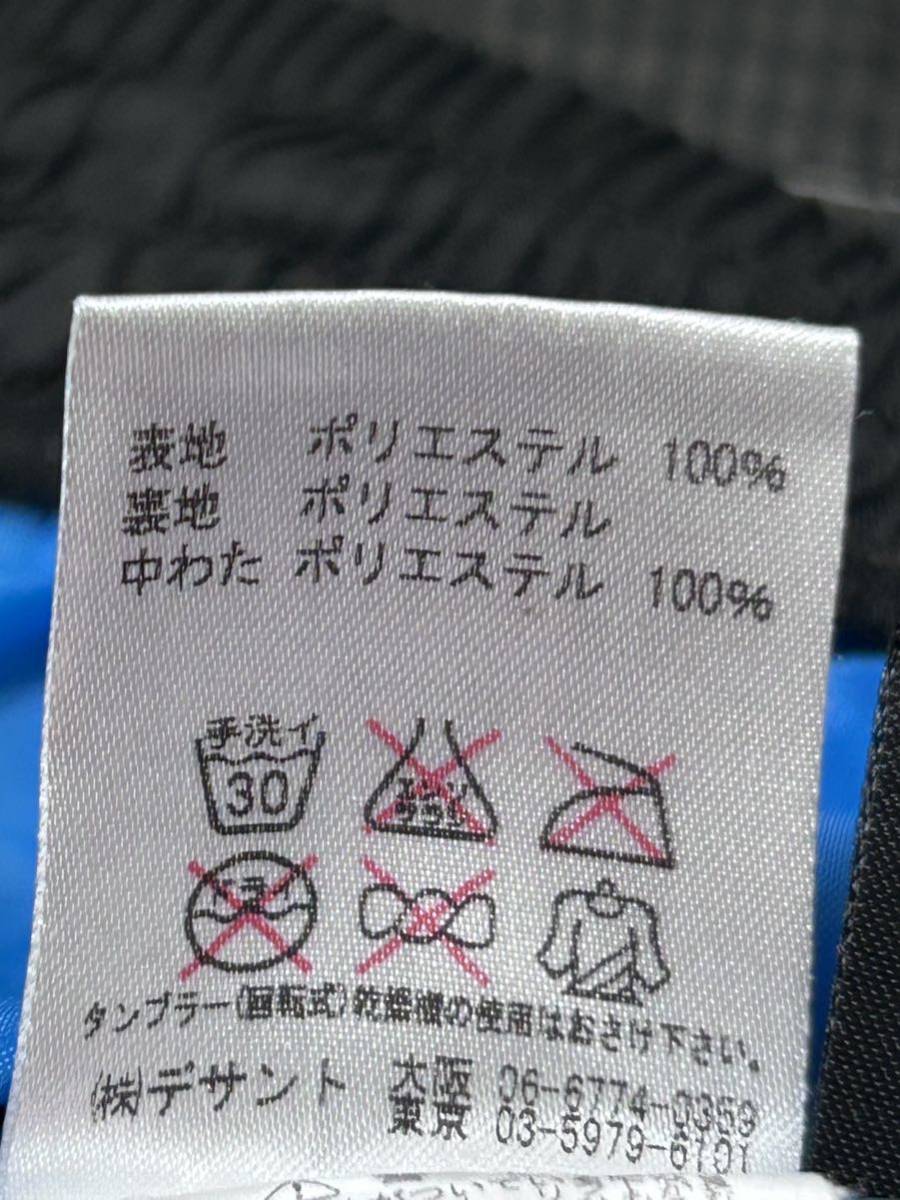 表地 ポリエステル 100%
裏地 ポリエステル
中わた ポリエステル 100%
手洗イ
30
エンソ
サラシ
ドライ
タンブラー(回転式)乾燥機の使用はおさけ下さい。
(株)デサント 大阪 06-6774-0359
東京 03-5979-6101